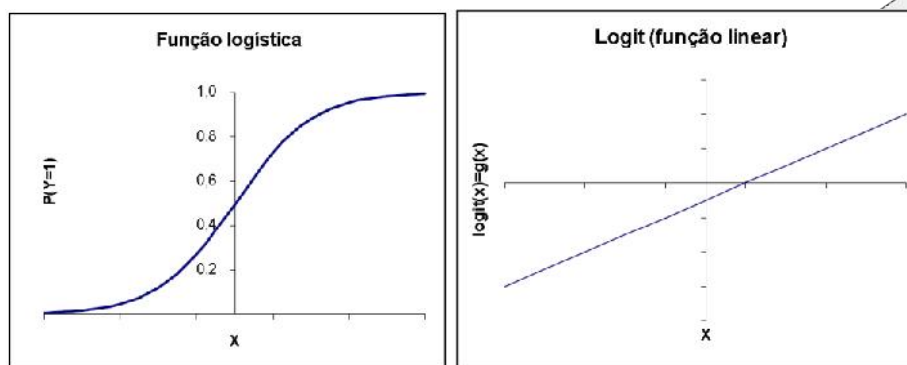 Função logística
1.0
0.8
0.6
0.4
0.2
P(Y=1)
X
Logit (função linear)
logit(x)=g(x)
X